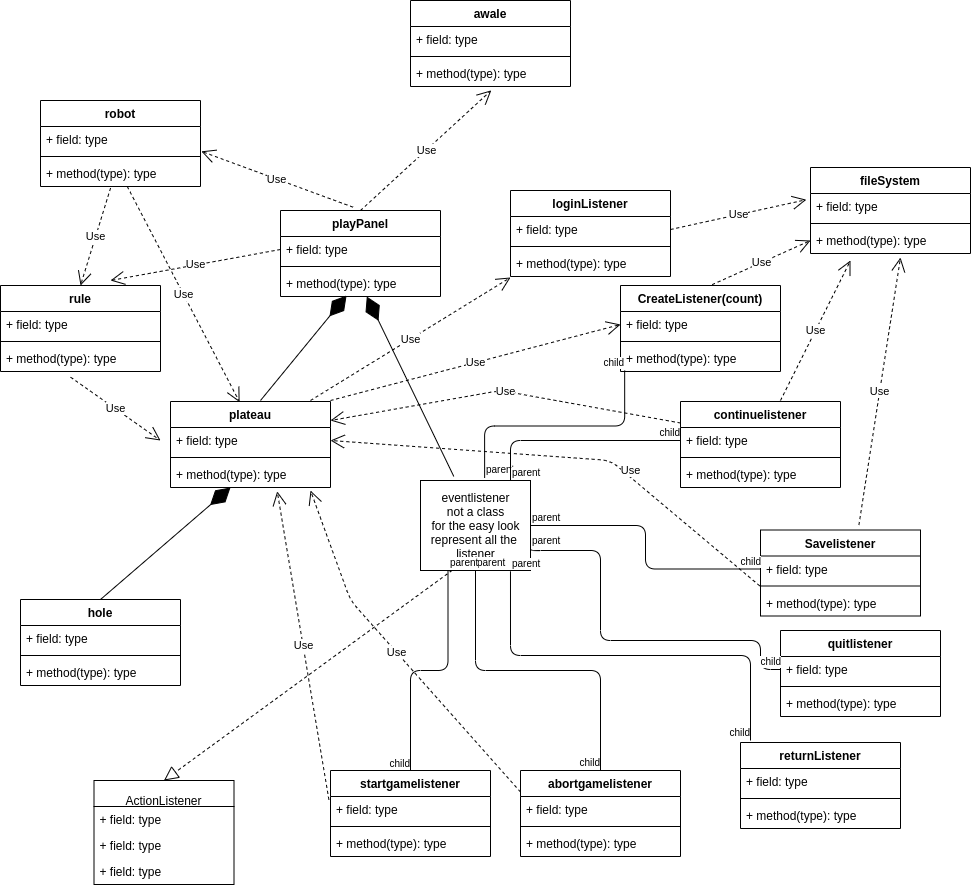 awale
+ field: type
+ method(type): type
robot
+ field: type
+ method(type): type
Use
Use
fileSystem
+ field: type
+ method(type): type
loginListener
+ field: type
+ method(type): type
Use
playPanel
+ field: type
+ method(type): type
Use
Use
Use
Use
rule
+ field: type
+ method(type): type
CreateListener(count)
+ field: type
+ method(type): type
Use
Use
Use
Use
child
Use
Use
Use
plateau
+ field: type
+ method(type): type
continuelistener
+ field: type
+ method(type): type
child
Use
parent
parent
eventlistener
not a class
for the easy look
represent all the
listener
parent
parent
parent
parent
parent
Savelistener
+ field: type
+ method(type): type
child
hole
+ field: type
+ method(type): type
quitlistener
+ field: type
+ method(type): type
child
Use
Use
child
returnListener
+ field: type
+ method(type): type
child
child
startgamelistener
+ field: type
+ method(type): type
abortgamelistener
+ field: type
+ method(type): type
ActionListener
+ field: type
+ field: type
+ field: type